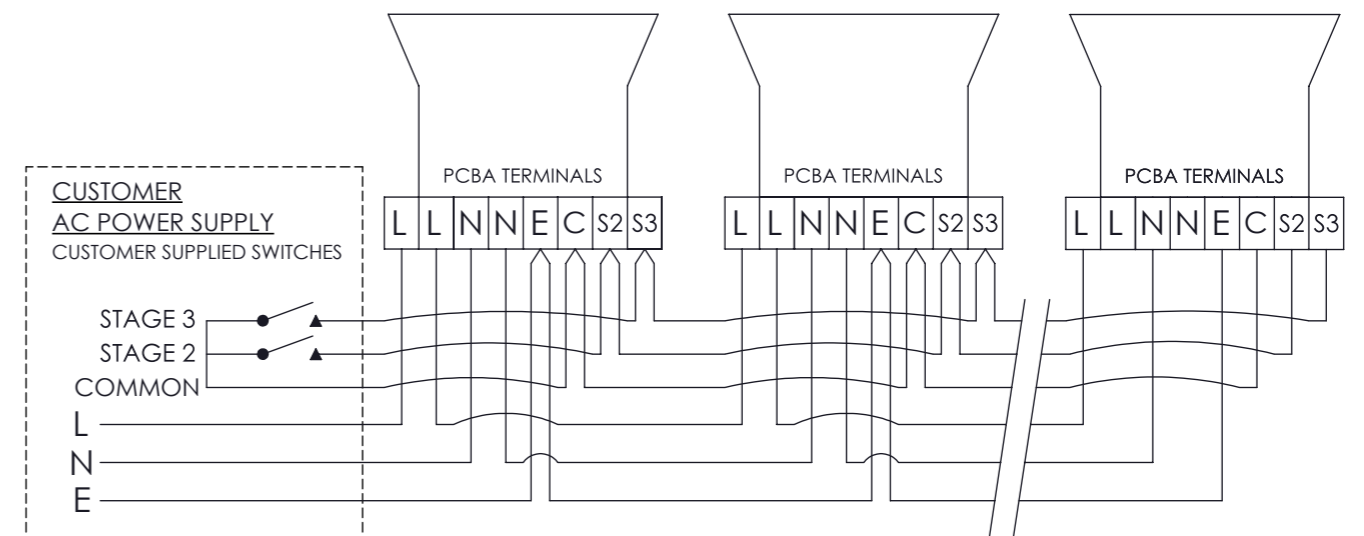 PCBA TERMINALS PCBA TERMINALS PCBA TERMINALS
CUSTOMER
AC POWER SUPPLY
CUSTOMER SUPPLIED SWITCHES
L L N N E C S2 S3 L L N N E C S2 S3 L L N N E C S2 S3
STAGE 3
STAGE 2
COMMON
L
N
E